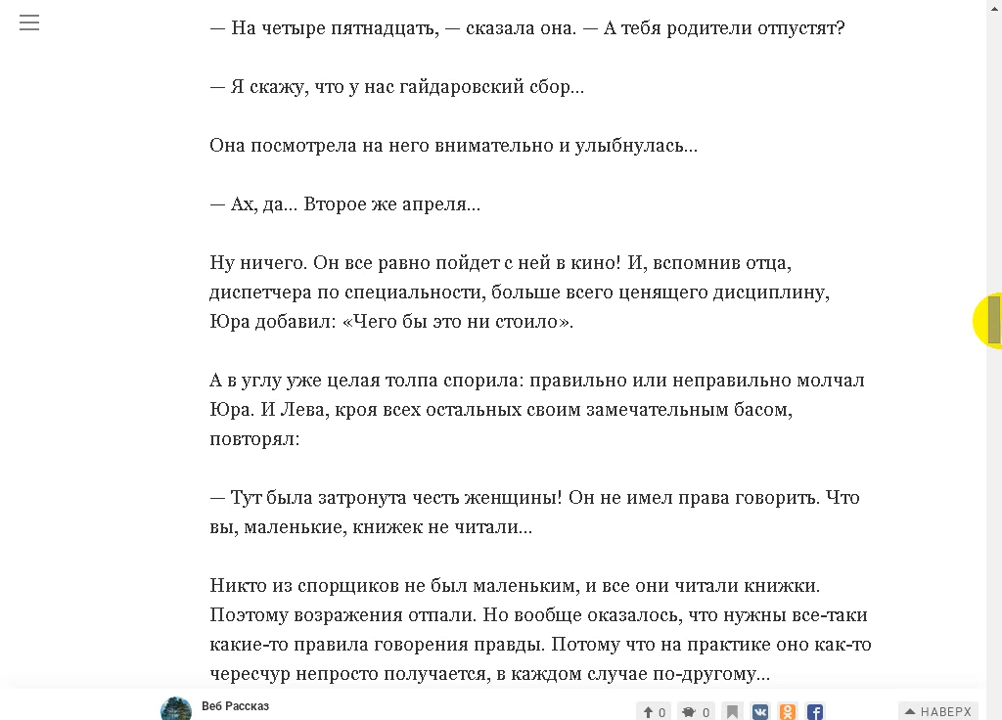 — На четыре пятнадцать, — сказала она. — А тебя родители отпустят?
— Я скажу, что у нас гайдаровский сбор...
Она посмотрела на него внимательно и улыбнулась...
— Ах, да... Второе же апреля...
Ну ничего. Он все равно пойдет с ней в кино! И, вспомнив отца,
диспетчера по специальности, больше всего ценящего дисциплину,
Юра добавил: «Чего бы это ни стоило».
А в углу уже целая толпа спорила: правильно или неправильно молчал
Юра. И Лева, кроя всех остальных своим замечательным басом,
повторял:
— Тут была затронута честь женщины! Он не имел права говорить. Что
вы, маленькие, книжек не читали...
Никто из спорщиков не был маленьким, и все они читали книжки.
Поэтому возражения отпали. Но вообще оказалось, что нужны все-таки
какие-то правила говорения правды. Потому что на практике оно как-то
чересчур непросто получается, в каждом случае по-другому...
Веб Рассказ
0 0 НАВЕРХ